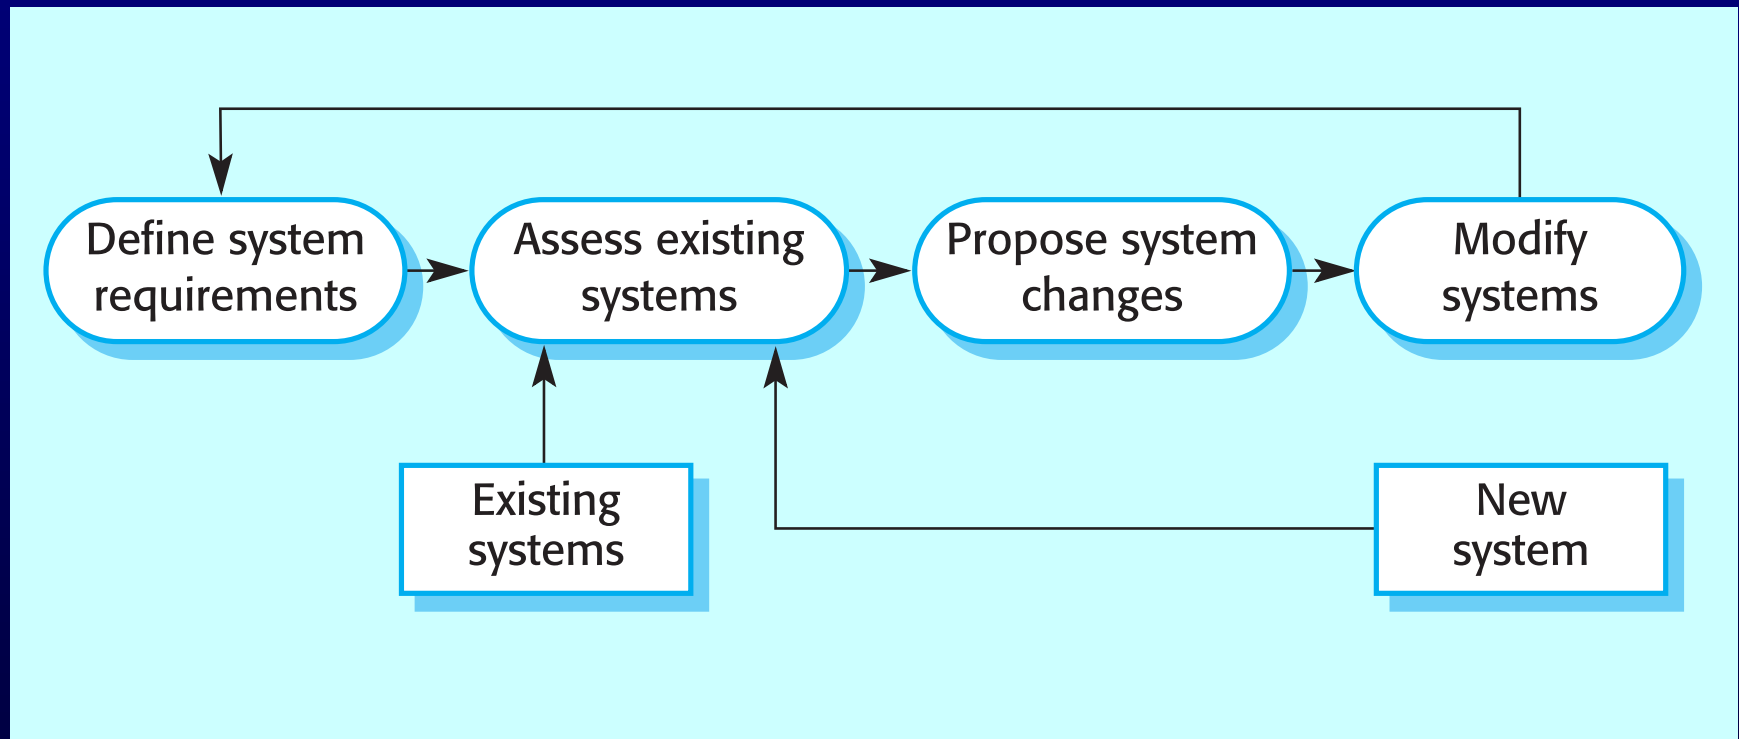 Define system
requirements
Assess existing
systems
Propose system
changes
Modify
systems
Existing
systems
New
system